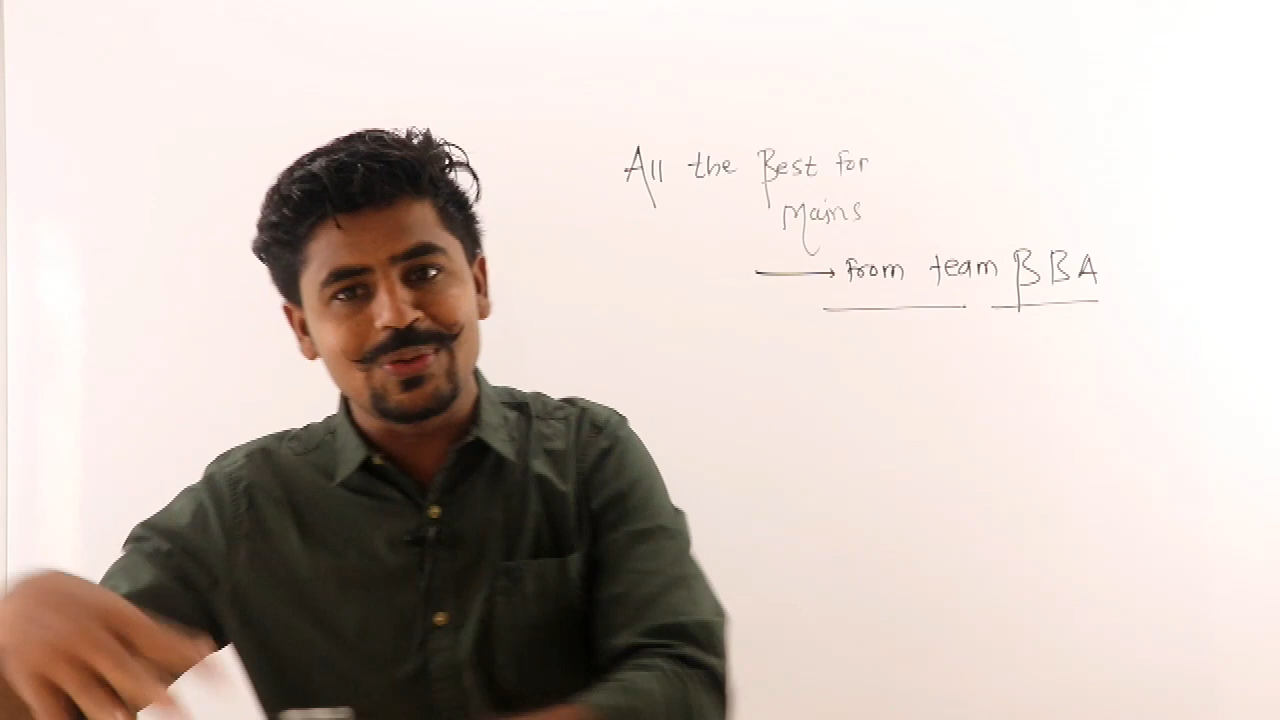 All the Best for
Mains
→ From team BBA